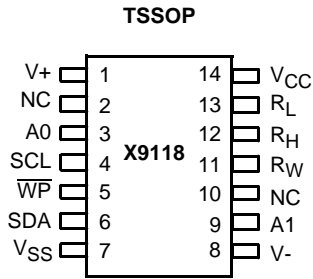 TSSOP
V+ 1 14 VCC
NC 2 13 RL
A0 3 12 RH
SCL 4 X9118 11 RW
WP 5 10 NC
SDA 6 9 A1
VSS 7 8 V-